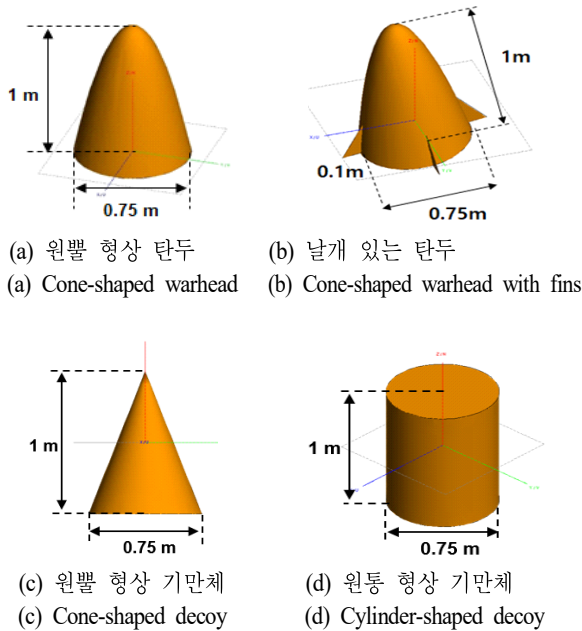 1 m
0.75 m
(a) 원뿔 형상 탄두
(a) Cone-shaped warhead
1m
0.1m
0.75m
(b) 날개 있는 탄두
(b) Cone-shaped warhead with fins
1 m
0.75 m
(c) 원뿔 형상 기만체
(c) Cone-shaped decoy
1 m
0.75 m
(d) 원통 형상 기만체
(d) Cylinder-shaped decoy